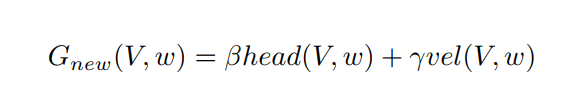 G_{new}(V, w) = βhead(V, w) + γvel(V, w)